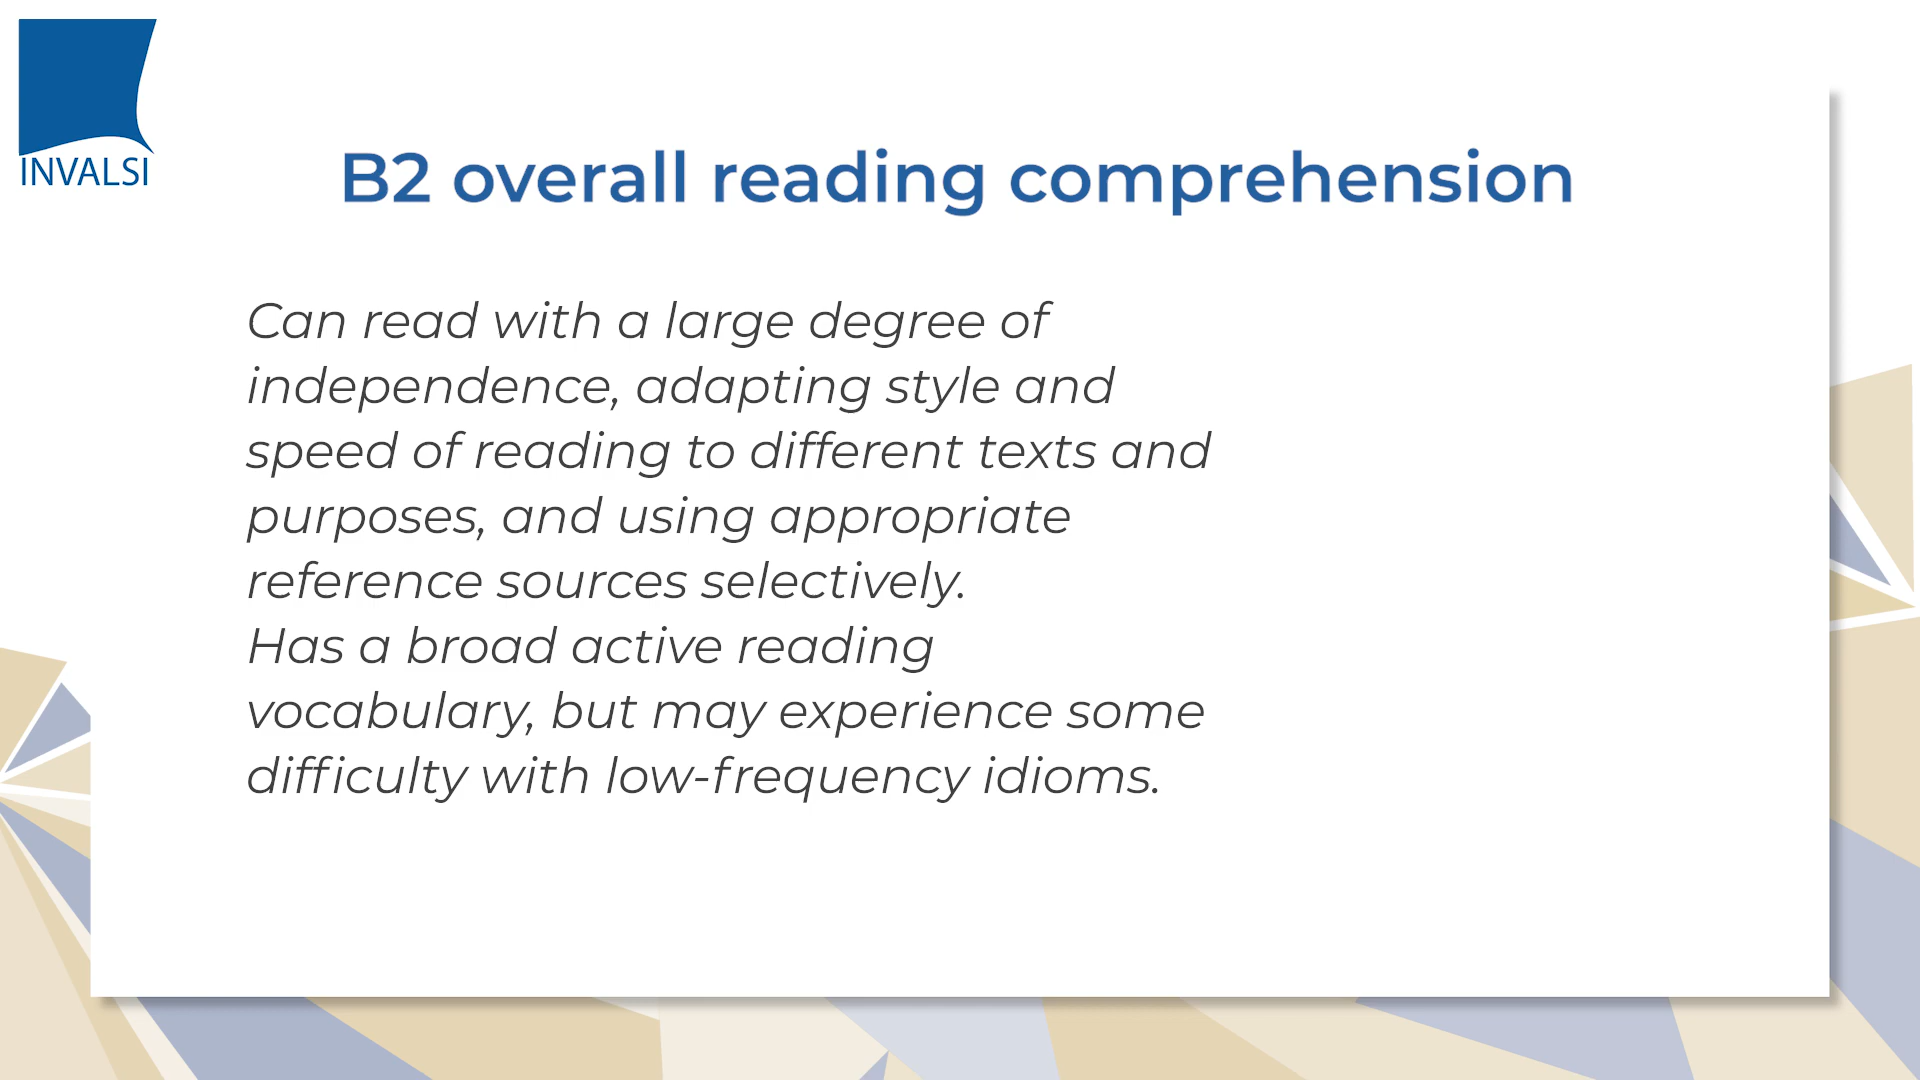 INVALSI
B2 overall reading comprehension
Can read with a large degree of
independence, adapting style and
speed of reading to different texts and
purposes, and using appropriate
reference sources selectively.
Has a broad active reading
vocabulary, but may experience some
difficulty with low-frequency idioms.